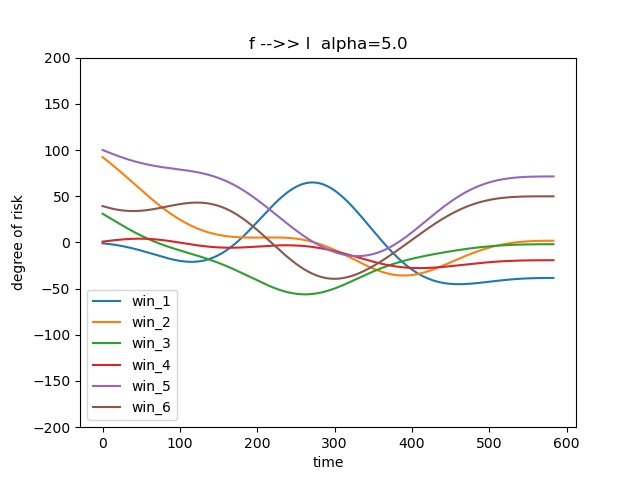 f -->> l  alpha=5.0
200
150
100
50
0
−50
−100
−150
−200
degree of risk
win_1
win_2
win_3
win_4
win_5
win_6
0 100 200 300 400 500 600
time